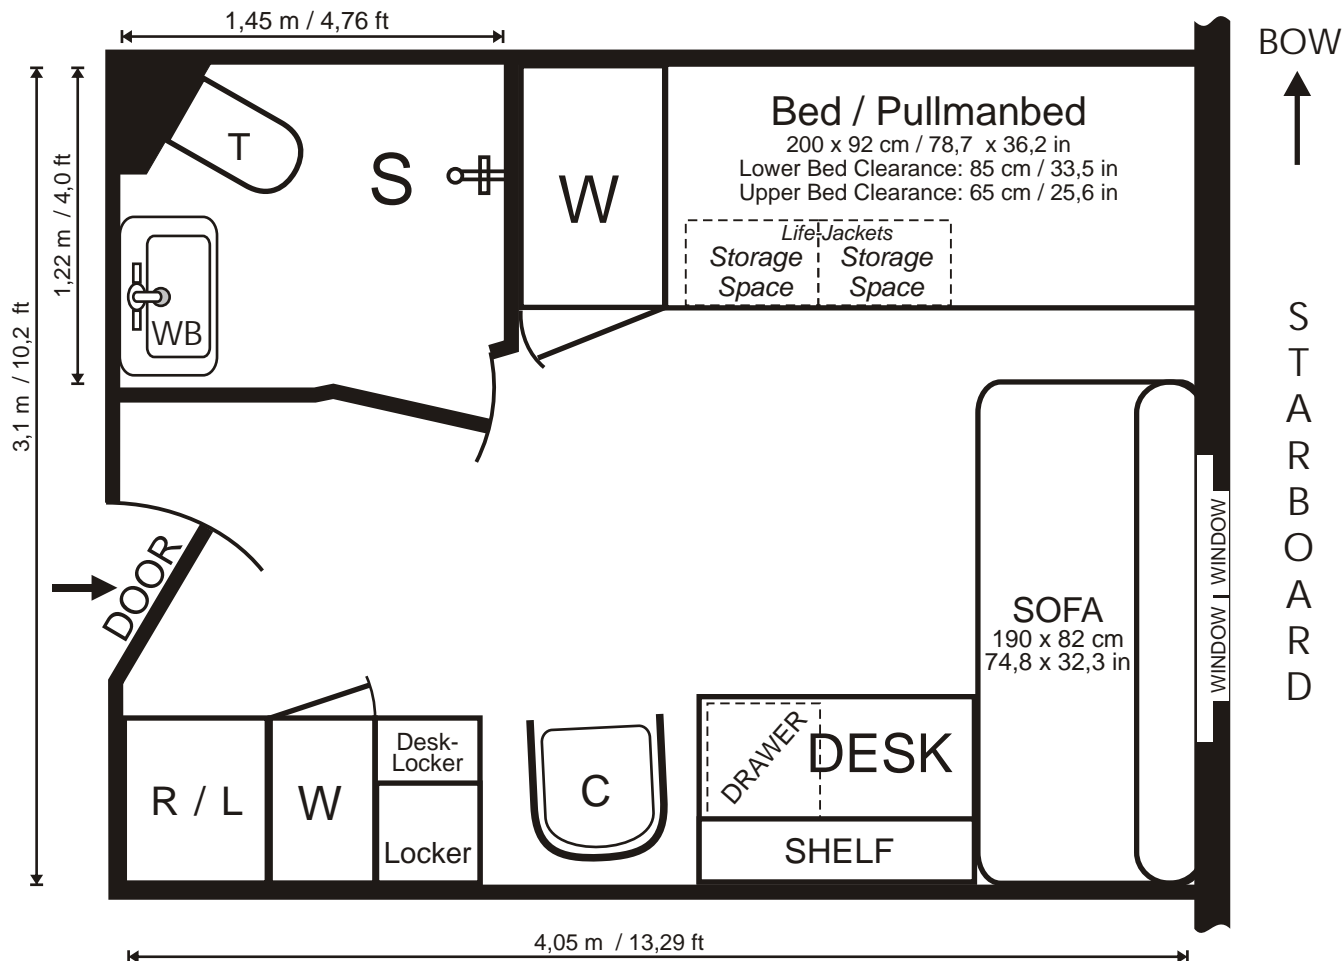 1,45 m / 4,76 ft
BOW
3,1 m / 10,2 ft
1,22 m / 4,0 ft
T
S
WB
W
Bed / Pullmanbed
200 x 92 cm / 78,7 x 36,2 in
Lower Bed Clearance: 85 cm / 33,5 in
Upper Bed Clearance: 65 cm / 25,6 in
Life-Jackets
Storage Space
Storage Space
STARBOARD
DOOR
WINDOW
WINDOW
SOFA
190 x 82 cm
74,8 x 32,3 in
R / L
W
Desk-
Locker
Locker
C
DRAWER
DESK
SHELF
4,05 m / 13,29 ft